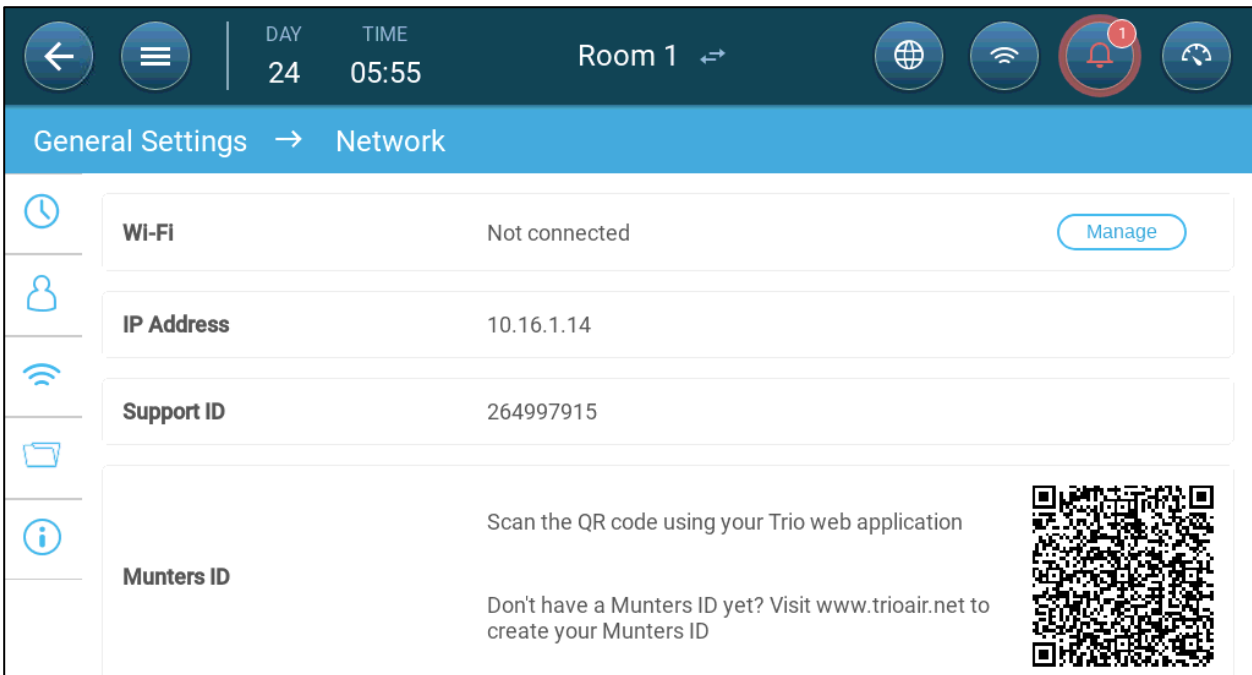 DAY TIME
24 05:55 Room 1 1
General Settings → Network
Wi-Fi Not connected Manage
IP Address 10.16.1.14
Support ID 264997915
Munters ID
Scan the QR code using your Trio web application
Don't have a Munters ID yet? Visit www.trioair.net to
create your Munters ID